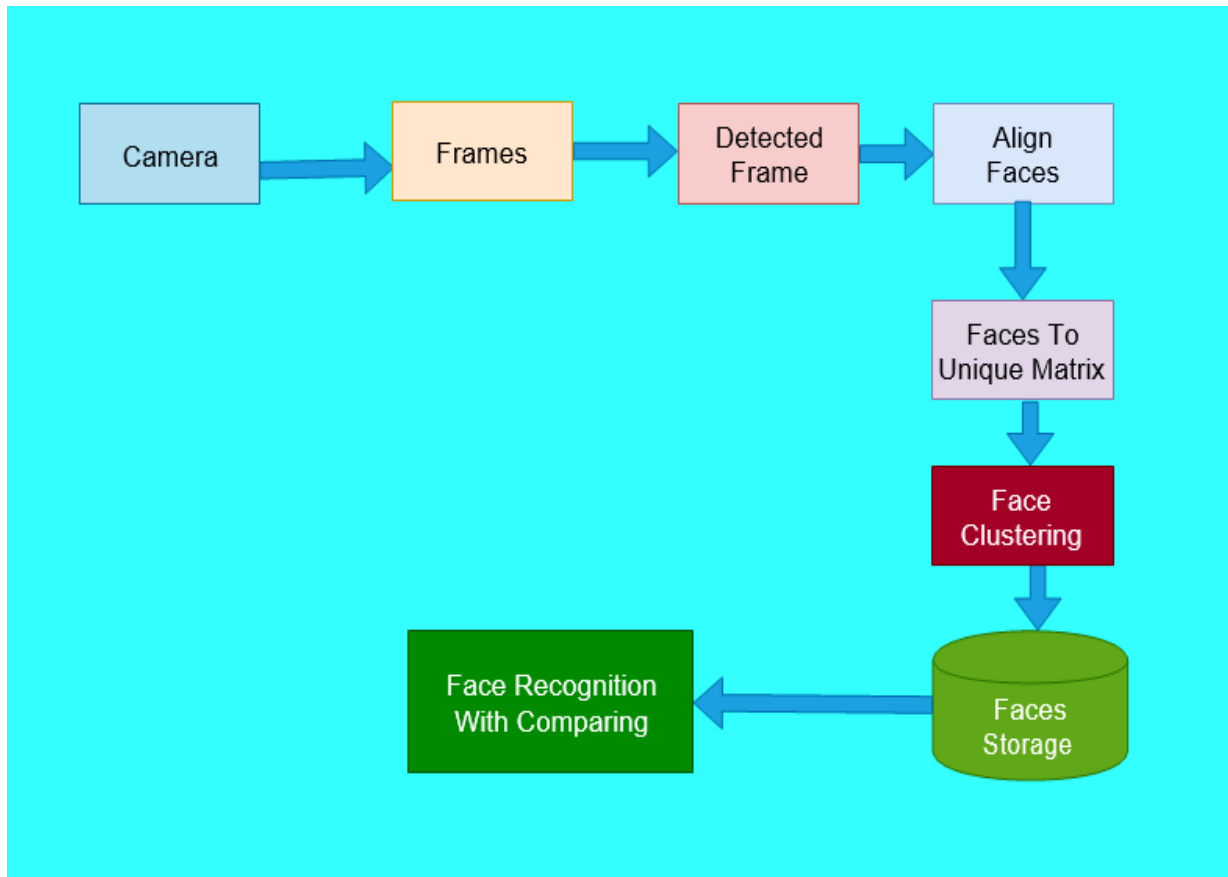 Camera
Frames
Detected
Frame
Align
Faces
Faces To
Unique Matrix
Face
Clustering
Faces
Storage
Face Recognition
With Comparing